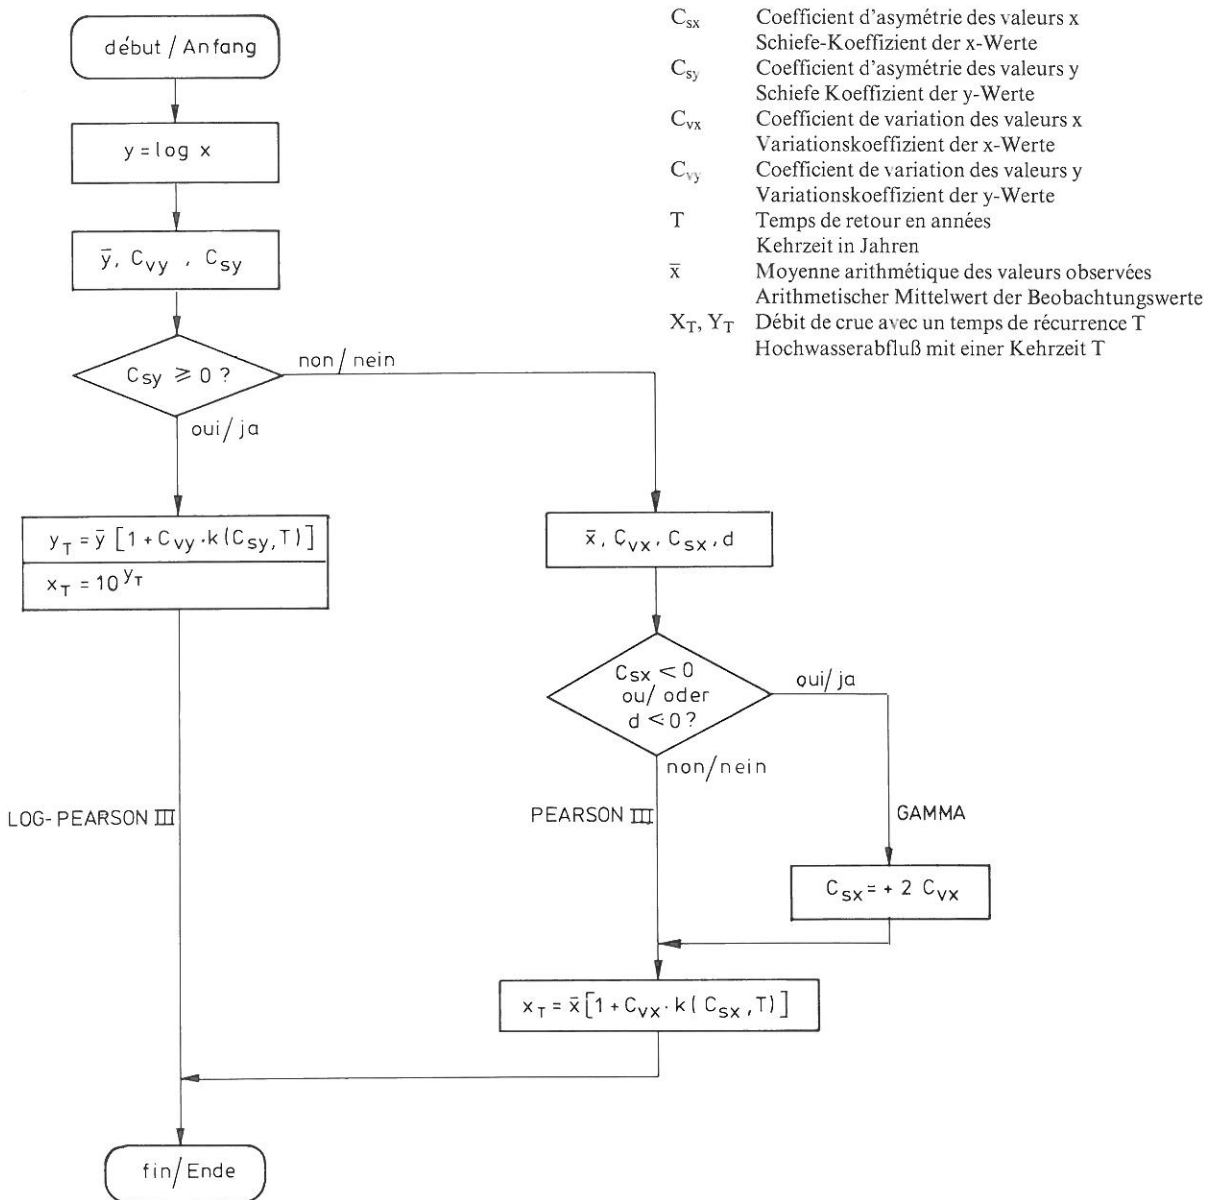 début / Anfang
y = log x
ȳ, C_vy , C_sy
C_sy ≥ 0 ?
non / nein
oui / ja
y_T = ȳ [1 + C_vy · k (C_sy, T)]
x_T = 10^y_T
x̄, C_vx, C_sx, d
C_sx < 0
ou / oder
d < 0 ?
oui / ja
non / nein
LOG-PEARSON III
PEARSON III
GAMMA
C_sx = + 2 C_vx
x_T = x̄ [1 + C_vx · k ( C_sx , T)]
fin / Ende
C_sx Coefficient d'asymétrie des valeurs x
Schiefe-Koeffizient der x-Werte
C_sy Coefficient d'asymétrie des valeurs y
Schiefe Koeffizient der y-Werte
C_vx Coefficient de variation des valeurs x
Variationskoeffizient der x-Werte
C_vy Coefficient de variation des valeurs y
Variationskoeffizient der y-Werte
T Temps de retour en années
Kehrzeit in Jahren
x̄ Moyenne arithmétique des valeurs observées
Arithmetischer Mittelwert der Beobachtungswerte
X_T, Y_T Débit de crue avec un temps de récurrence T
Hochwasserabfluß mit einer Kehrzeit T